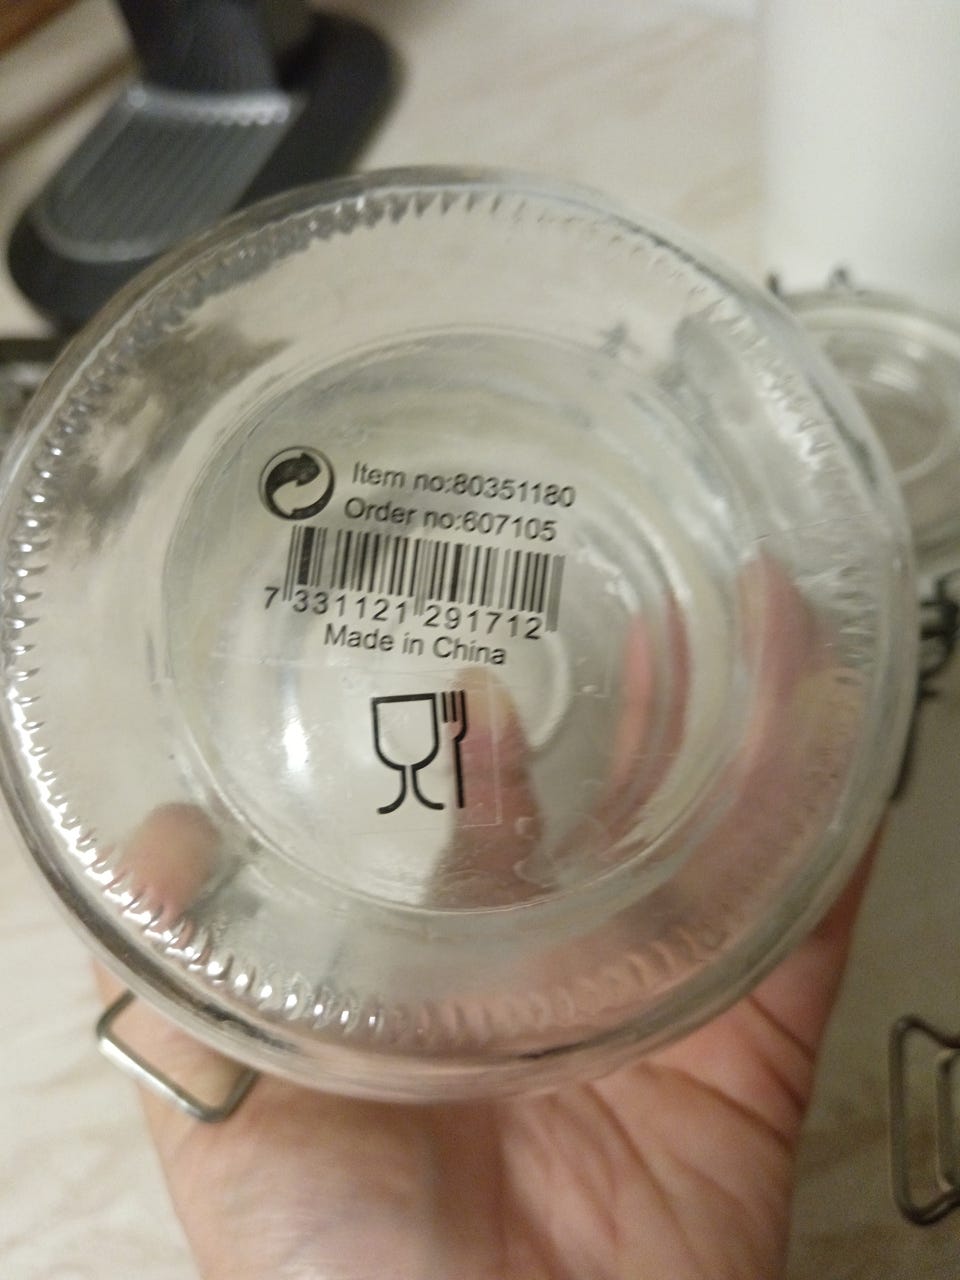 Item no:80351180
Order no:607105
7 331121 291712
Made in China